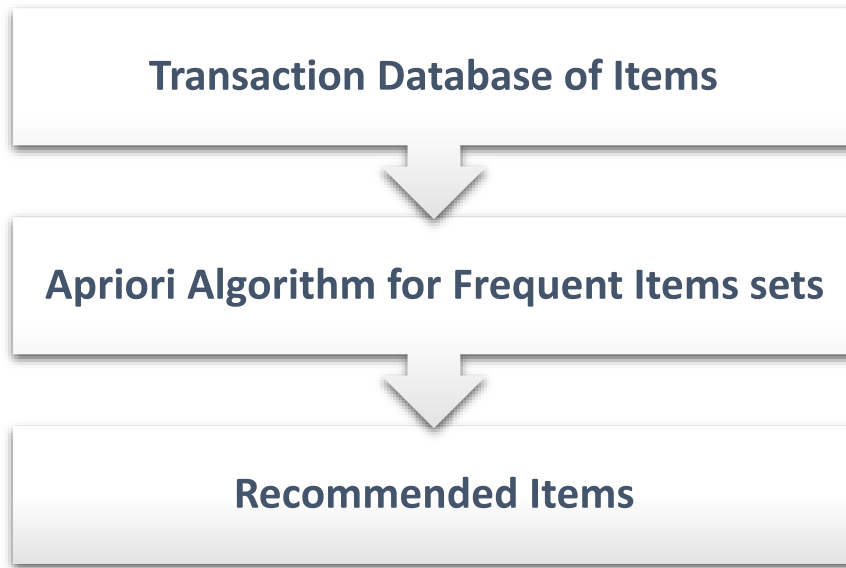 Transaction Database of Items
Apriori Algorithm for Frequent Items sets
Recommended Items